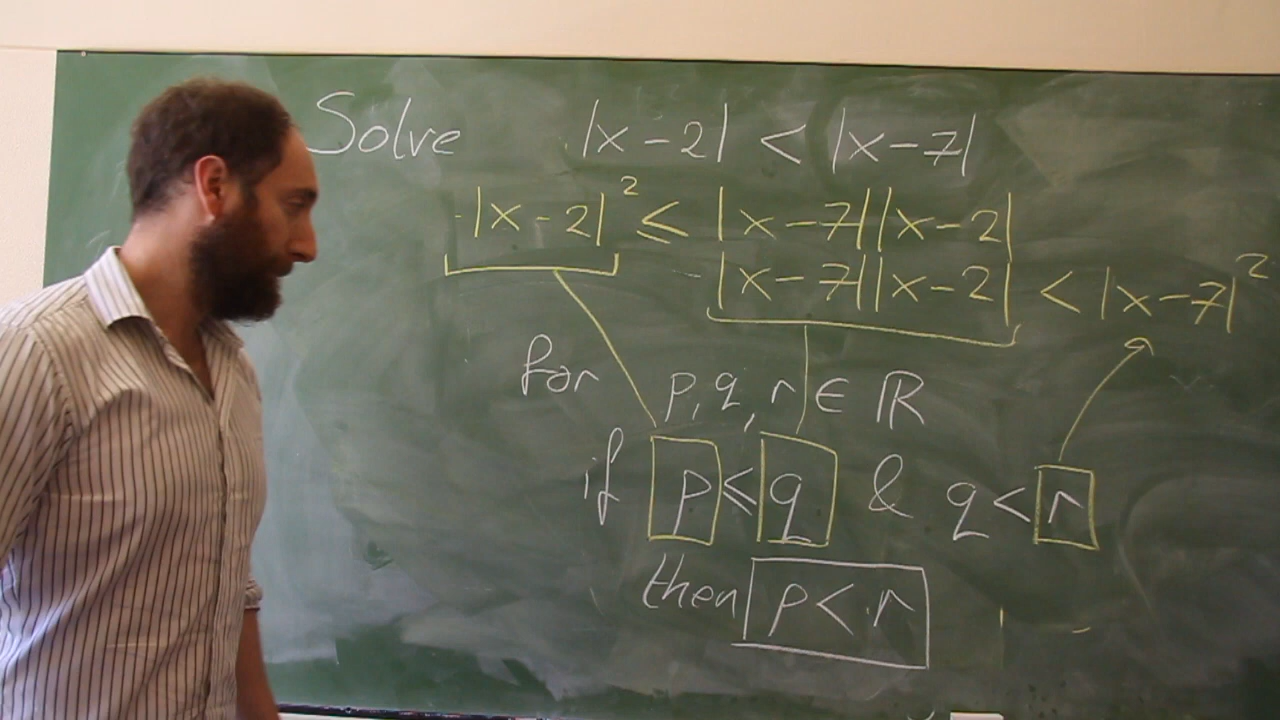 Solve |x-2| < |x-7|
|x-2|² ≤ |x-7||x-2|
|x-7||x-2| < |x-7|²
for p, q, r ∈ ℝ
if p ≤ q & q < r
then p < r